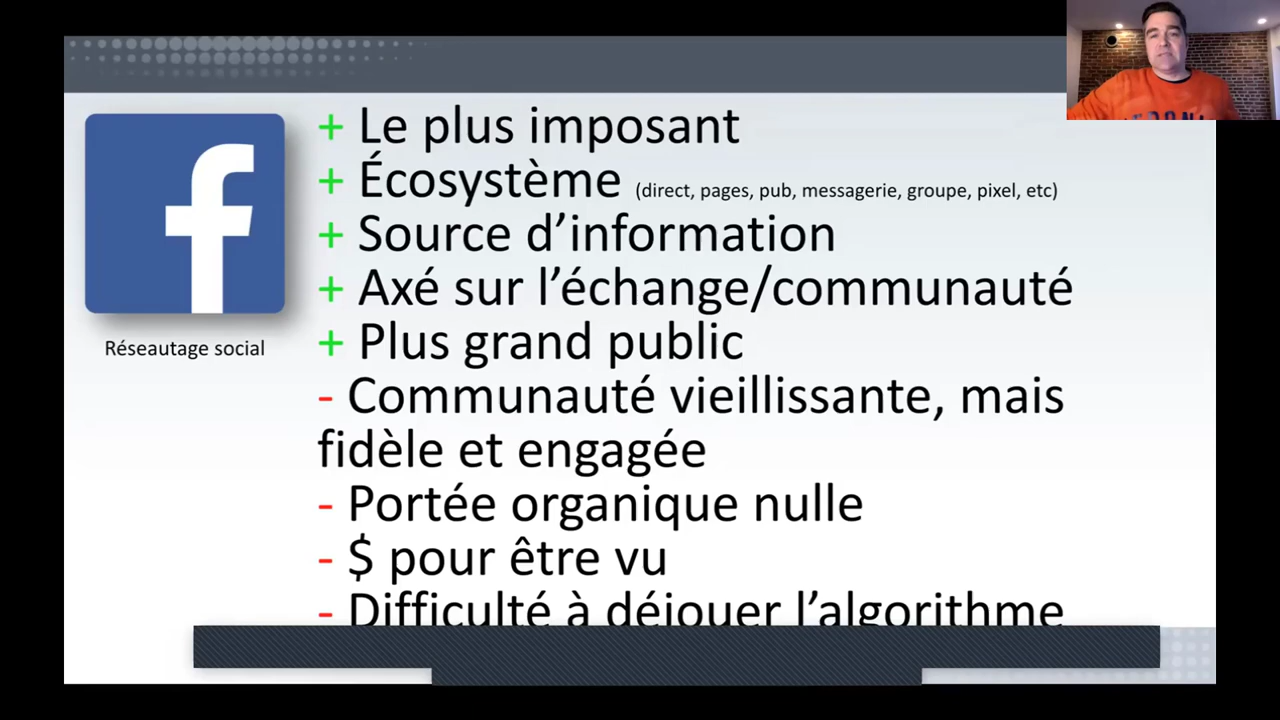 + Le plus imposant
+ Écosystème (direct, pages, pub, messagerie, groupe, pixel, etc)
+ Source d’information
+ Axé sur l’échange/communauté
Réseautage social
+ Plus grand public
- Communauté vieillissante, mais
fidèle et engagée
- Portée organique nulle
- $ pour être vu
- Difficulté à déjouer l’algorithme